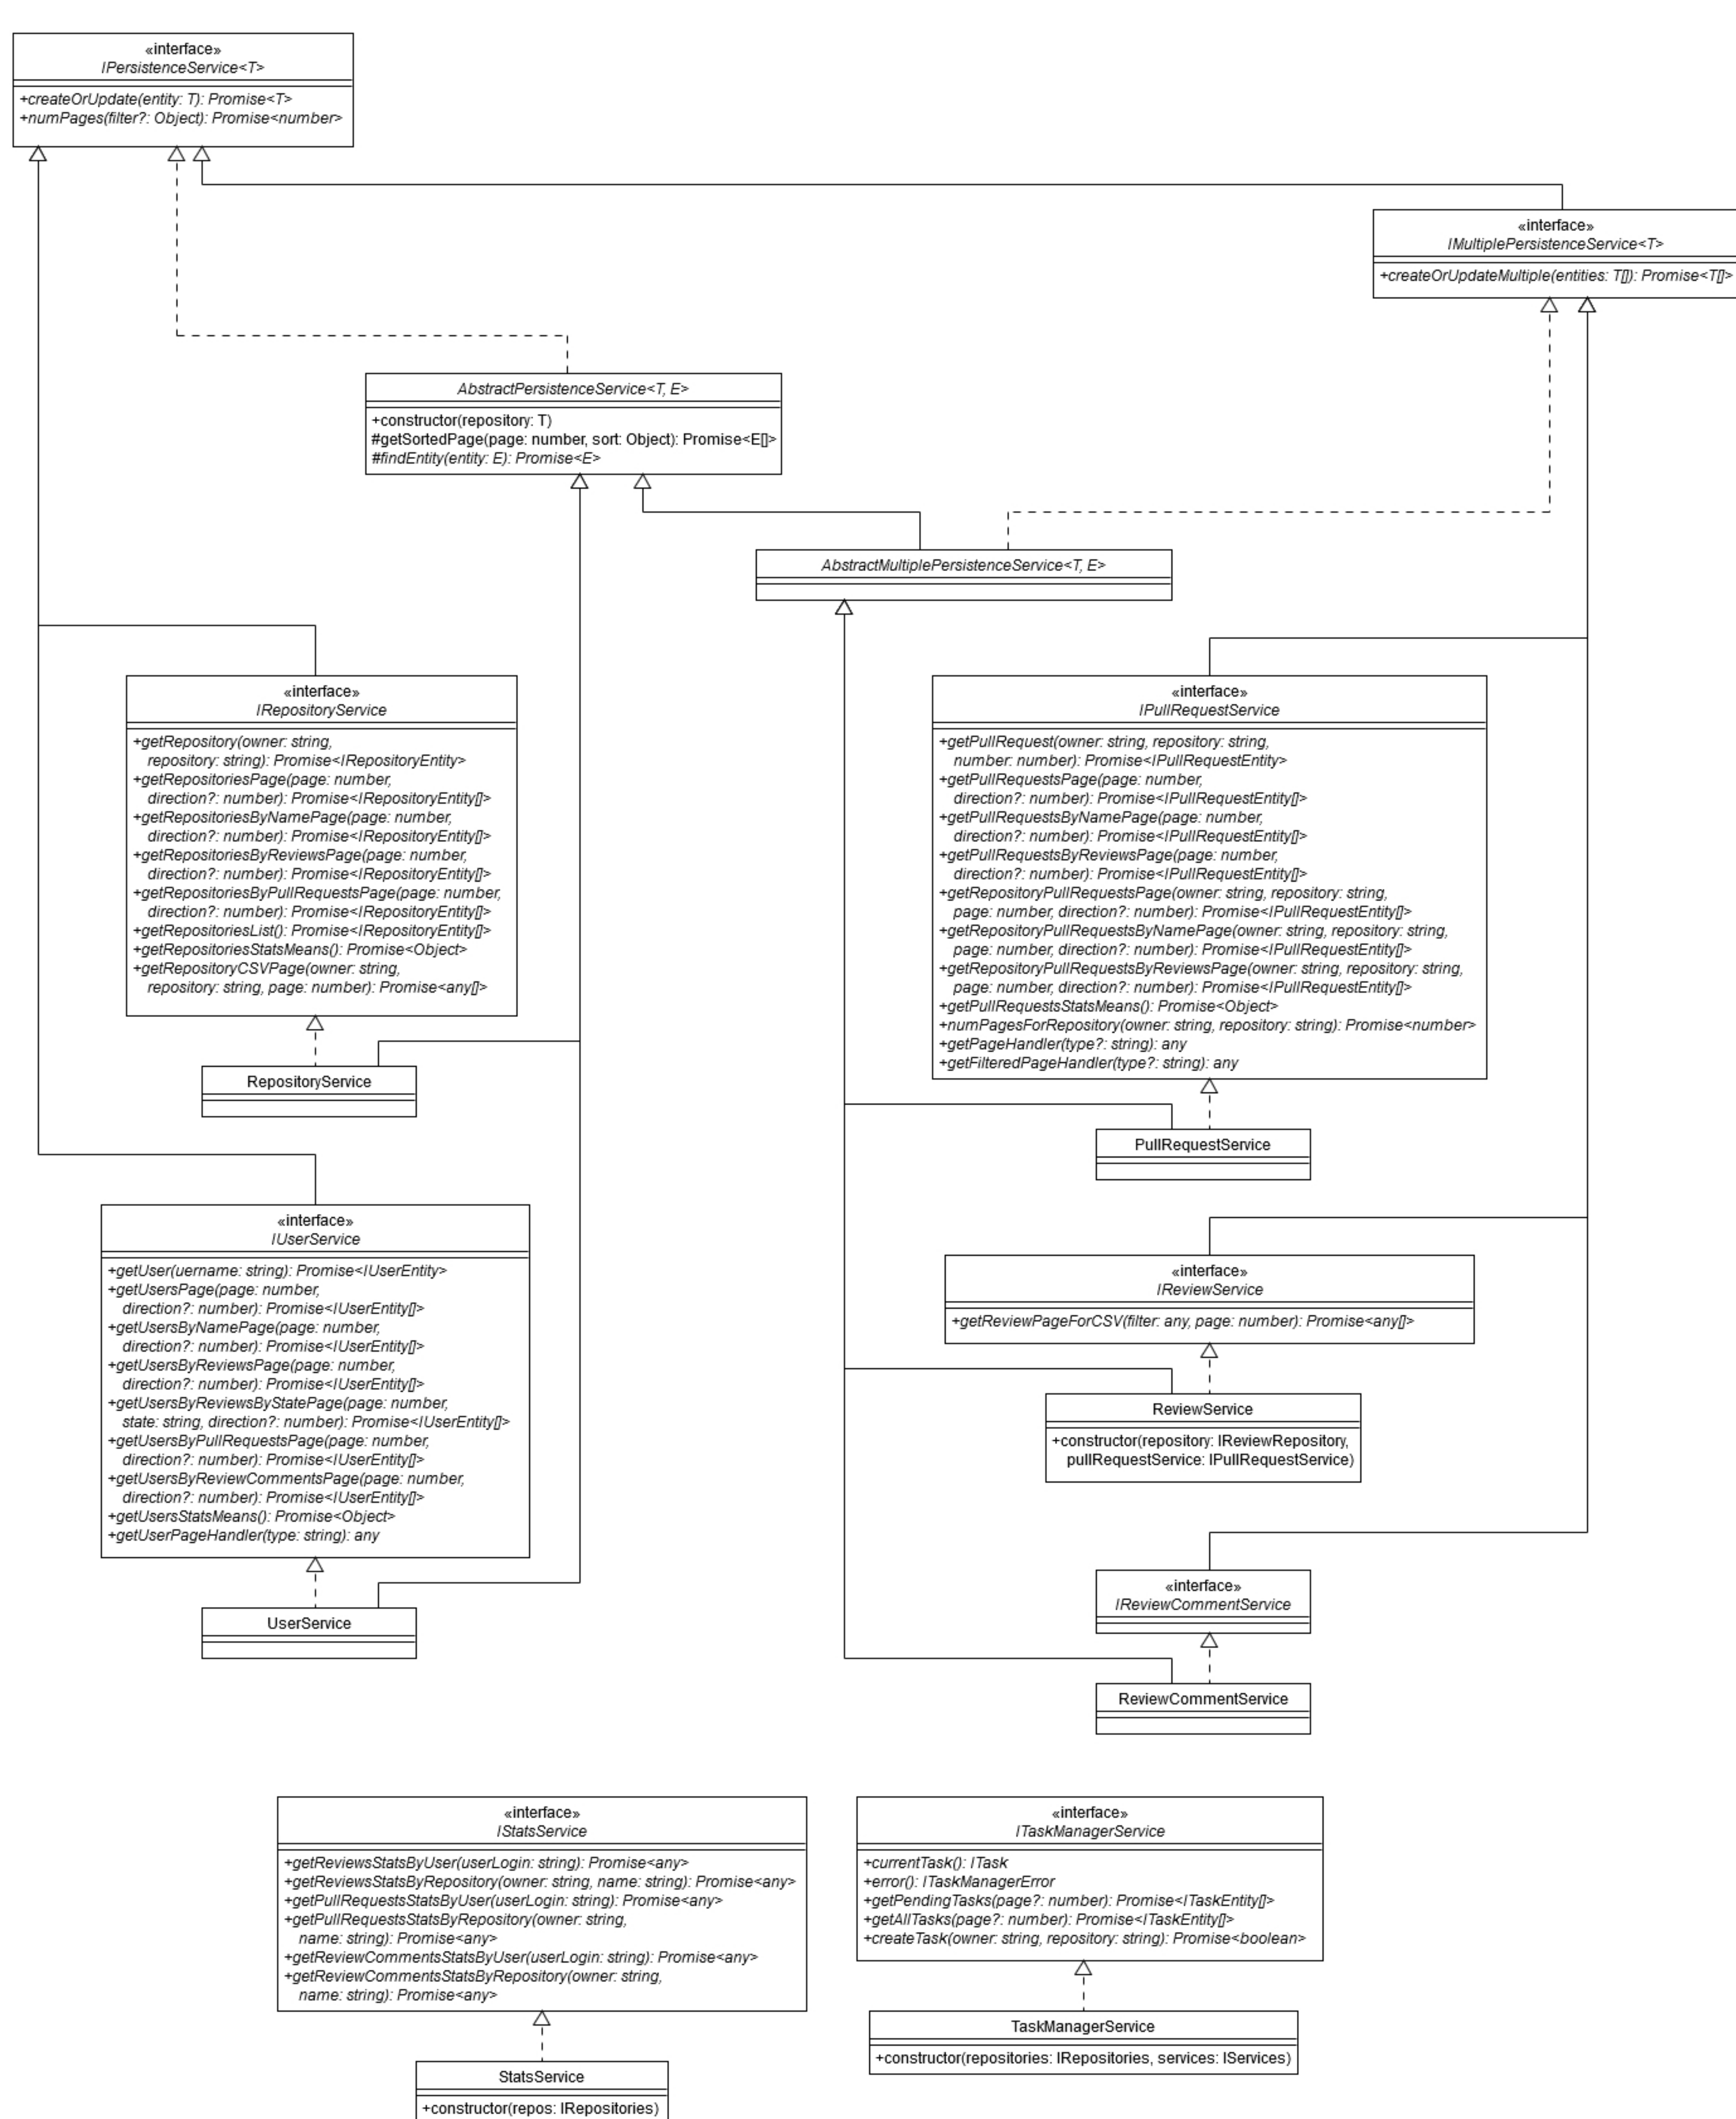 «interface»
IPersistenceService<T>
+createOrUpdate(entity: T): Promise<T>
+numPages(filter?: Object): Promise<number>
«interface»
IMultiplePersistenceService<T>
+createOrUpdateMultiple(entities: T[]): Promise<T[]>
AbstractPersistenceService<T, E>
+constructor(repository: T)
#getSortedPage(page: number, sort: Object): Promise<E[]>
#findEntity(entity: E): Promise<E>
AbstractMultiplePersistenceService<T, E>
«interface»
IRepositoryService
+getRepository(owner: string,
repository: string): Promise<IRepositoryEntity>
+getRepositoriesPage(page: number,
direction?: number): Promise<IRepositoryEntity[]>
+getRepositoriesByNamePage(page: number,
direction?: number): Promise<IRepositoryEntity[]>
+getRepositoriesByReviewsPage(page: number,
direction?: number): Promise<IRepositoryEntity[]>
+getRepositoriesByPullRequestsPage(page: number,
direction?: number): Promise<IRepositoryEntity[]>
+getRepositoriesList(): Promise<IRepositoryEntity[]>
+getRepositoriesStatsMeans(): Promise<Object>
+getRepositoryCSVPage(owner: string,
repository: string, page: number): Promise<any[]>
RepositoryService
«interface»
IPullRequestService
+getPullRequest(owner: string, repository: string,
number: number): Promise<IPullRequestEntity>
+getPullRequestsPage(page: number,
direction?: number): Promise<IPullRequestEntity[]>
+getPullRequestsByNamePage(page: number,
direction?: number): Promise<IPullRequestEntity[]>
+getPullRequestsByReviewsPage(page: number,
direction?: number): Promise<IPullRequestEntity[]>
+getRepositoryPullRequestsPage(owner: string, repository: string,
page: number, direction?: number): Promise<IPullRequestEntity[]>
+getRepositoryPullRequestsByNamePage(owner: string, repository: string,
page: number, direction?: number): Promise<IPullRequestEntity[]>
+getRepositoryPullRequestsByReviewsPage(owner: string, repository: string,
page: number, direction?: number): Promise<IPullRequestEntity[]>
+getPullRequestsStatsMeans(): Promise<Object>
+numPagesForRepository(owner: string, repository: string): Promise<number>
+getPageHandler(type?: string): any
+getFilteredPageHandler(type?: string): any
PullRequestService
«interface»
IUserService
+getUser(uername: string): Promise<IUserEntity>
+getUsersPage(page: number,
direction?: number): Promise<IUserEntity[]>
+getUsersByNamePage(page: number,
direction?: number): Promise<IUserEntity[]>
+getUsersByReviewsPage(page: number,
direction?: number): Promise<IUserEntity[]>
+getUsersByReviewsByStatePage(page: number,
state: string, direction?: number): Promise<IUserEntity[]>
+getUsersByPullRequestsPage(page: number,
direction?: number): Promise<IUserEntity[]>
+getUsersByReviewCommentsPage(page: number,
direction?: number): Promise<IUserEntity[]>
+getUsersStatsMeans(): Promise<Object>
+getUserPageHandler(type: string): any
UserService
«interface»
IReviewService
+getReviewPageForCSV(filter: any, page: number): Promise<any[]>
ReviewService
+constructor(repository: IReviewRepository,
pullRequestService: IPullRequestService)
«interface»
IReviewCommentService
ReviewCommentService
«interface»
IStatsService
+getReviewsStatsByUser(userLogin: string): Promise<any>
+getReviewsStatsByRepository(owner: string, name: string): Promise<any>
+getPullRequestsStatsByUser(userLogin: string): Promise<any>
+getPullRequestsStatsByRepository(owner: string,
name: string): Promise<any>
+getReviewCommentsStatsByUser(userLogin: string): Promise<any>
+getReviewCommentsStatsByRepository(owner: string,
name: string): Promise<any>
StatsService
+constructor(repos: IRepositories)
«interface»
ITaskManagerService
+currentTask(): ITask
+error(): ITaskManagerError
+getPendingTasks(page?: number): Promise<ITaskEntity[]>
+getAllTasks(page?: number): Promise<ITaskEntity[]>
+createTask(owner: string, repository: string): Promise<boolean>
TaskManagerService
+constructor(repositories: IRepositories, services: IServices)